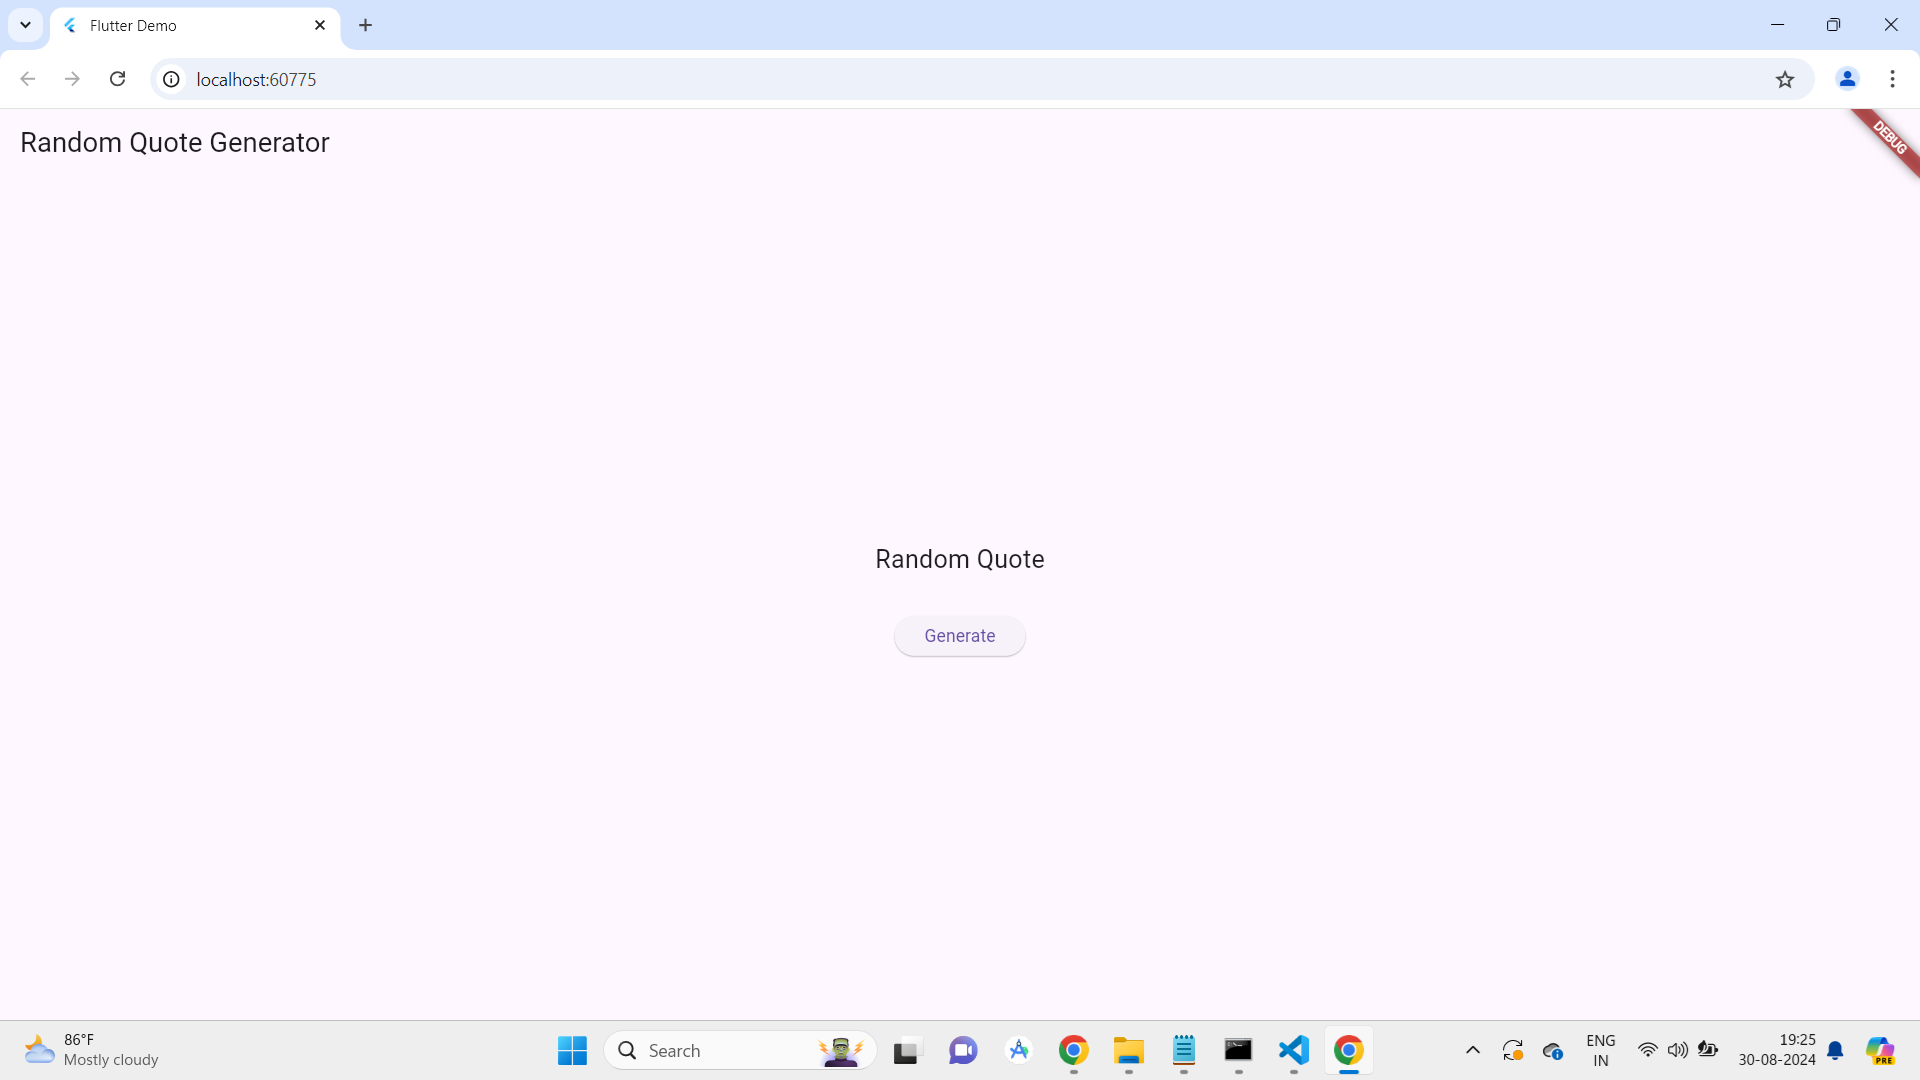 Flutter Demo
localhost:60775
Random Quote Generator
DEBUG
Random Quote
Generate
86°F
Mostly cloudy
Search
PRE
ENG
IN
19:25
30-08-2024